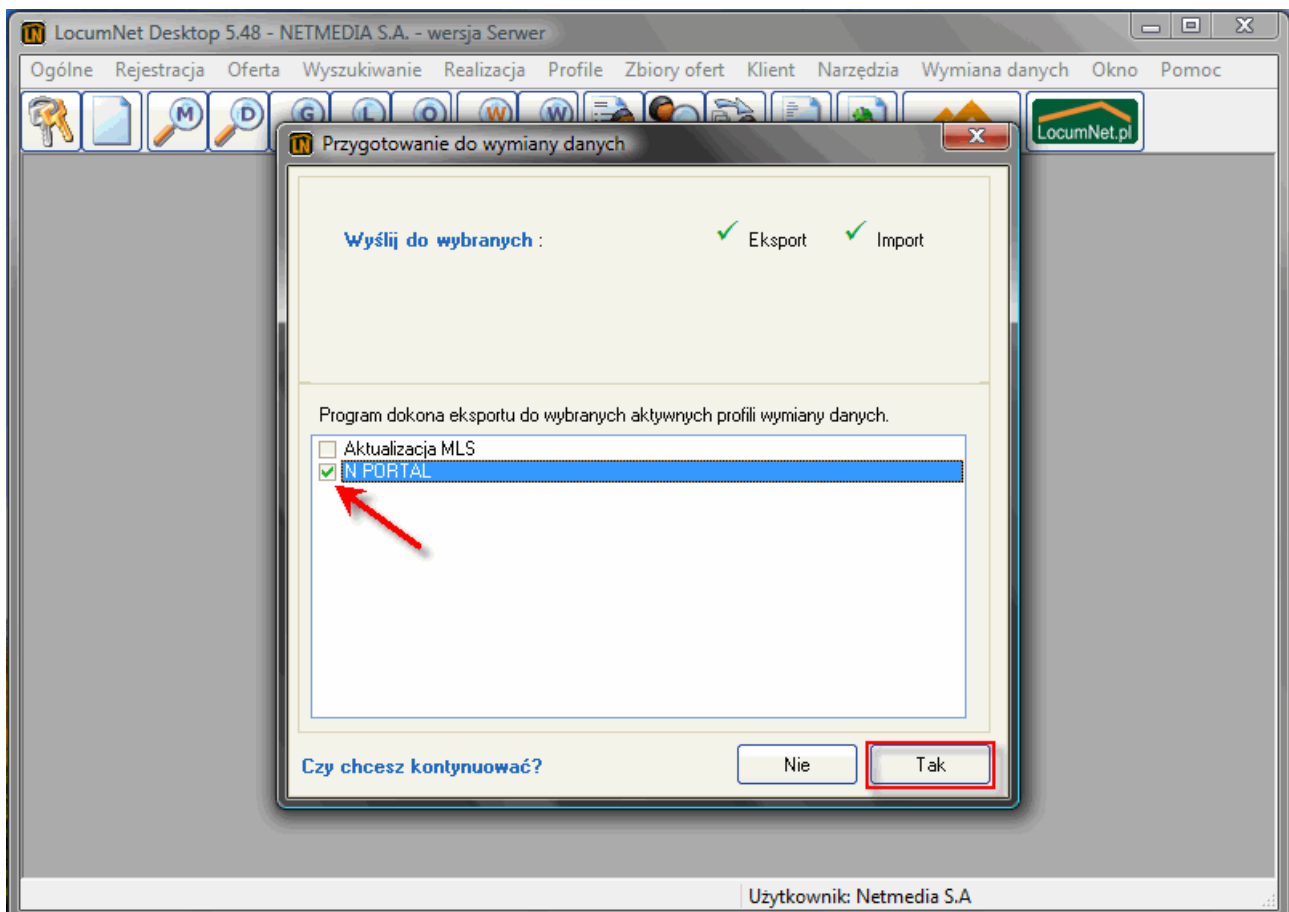 LN LocumNet Desktop 5.48 - NETMEDIA S.A. - wersja Serwer
Ogólne Rejestracja Oferta Wyszukiwanie Realizacja Profile Zbiory ofert Klient Narzędzia Wymiana danych Okno Pomoc
M D G L O W W LocumNet.pl
LN Przygotowanie do wymiany danych
Wyślij do wybranych : Eksport Import
Program dokona eksportu do wybranych aktywnych profili wymiany danych.
Aktualizacja MLS
N PORTAL
Czy chcesz kontynuować? Nie Tak
Użytkownik: Netmedia S.A